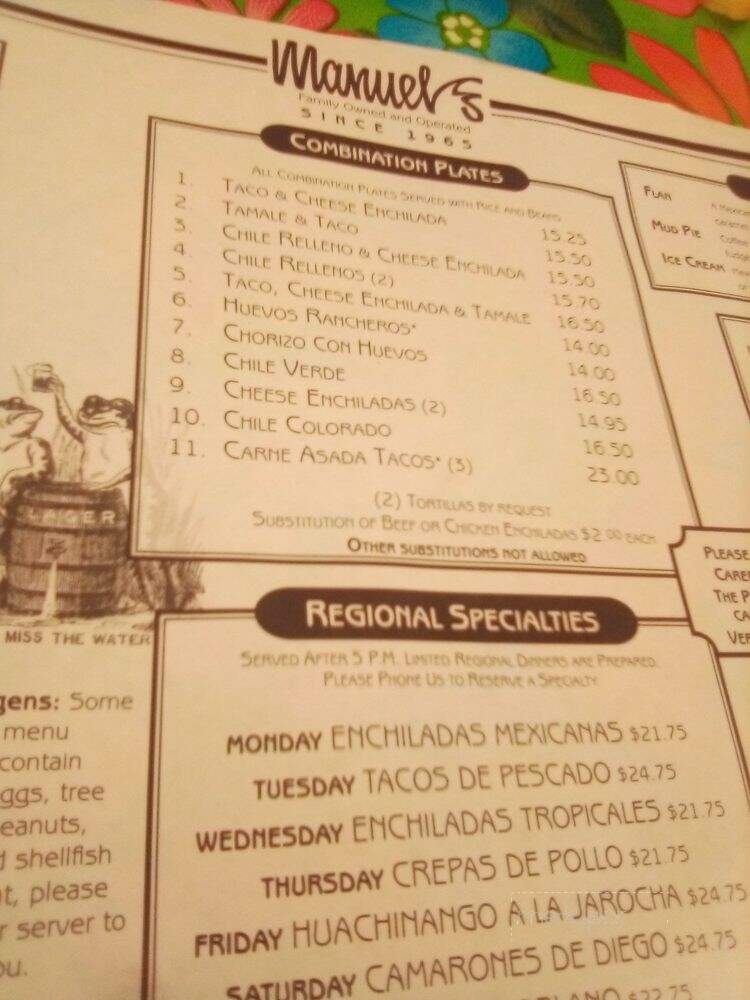 Manuel's
Family Owned and Operated
SINCE 1965
COMBINATION PLATES
ALL COMBINATION PLATES SERVED WITH RICE AND BEANS
1. TACO & CHEESE ENCHILADA 15.25
2. TAMALE & TACO 15.50
3. CHILE RELLENO & CHEESE ENCHILADA 15.50
4. CHILE RELLENOS (2) 15.70
5. TACO, CHEESE ENCHILADA & TAMALE 16.50
6. HUEVOS RANCHEROS* 14.00
7. CHORIZO CON HUEVOS 14.00
8. CHILE VERDE 16.50
9. CHEESE ENCHILADAS (2) 14.95
10. CHILE COLORADO 16.50
11. CARNE ASADA TACOS* (3) 23.00
(2) TORTILLAS BY REQUEST
SUBSTITUTION OF BEEF OR CHICKEN ENCHILADAS $2.00 EACH
OTHER SUBSTITUTIONS NOT ALLOWED
FLAN
MUD PIE
ICE CREAM
PLEASE
THE
LAGER
MISS THE WATER
gens: Some
menu
contain
ggs, tree
eanuts,
shellfish
t, please
r server to
ou.
REGIONAL SPECIALTIES
SERVED AFTER 5 P.M. LIMITED REGIONAL DINNERS ARE PREPARED.
PLEASE PHONE US TO RESERVE A SPECIALTY
MONDAY ENCHILADAS MEXICANAS $21.75
TUESDAY TACOS DE PESCADO $24.75
WEDNESDAY ENCHILADAS TROPICALES $21.75
THURSDAY CREPAS DE POLLO $21.75
FRIDAY HUACHINANGO A LA JAROCHA $24.75
SATURDAY CAMARONES DE DIEGO $24.75